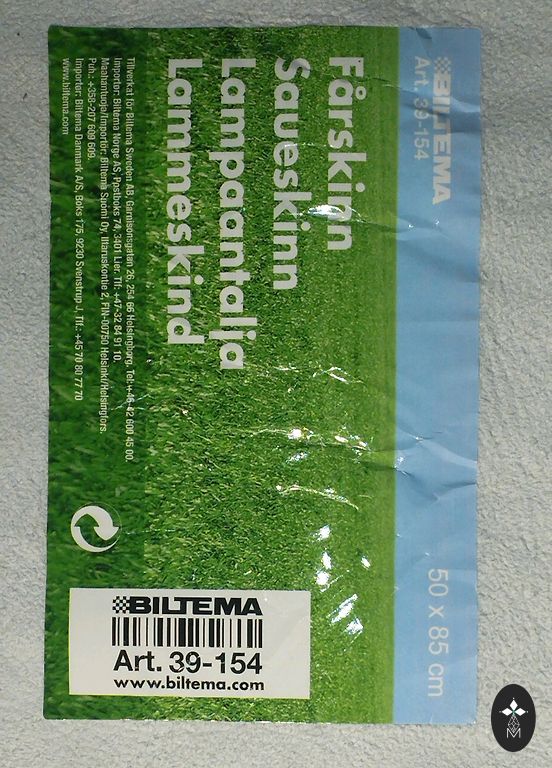 BILTEMA
Art. 39-154
50 x 85 cm
Fårskinn
Saueskinn
Lampaantalja
Lammeskind
Tillverkat för Biltema Sweden AB, Garnisonsgatan 26, 254 66 Helsingborg. Tel: +46-42 600 45 00.
Importør: Biltema Norge AS, Postboks 74, 3401 Lier. Tlf: +47-32 84 91 10.
Maahantuoja/Importör: Biltema Suomi Oy, Iltaruskontie 2, FIN-00750 Helsinki/Helsingfors.
Puh.: +358-207 609 609.
Importør: Biltema Danmark A/S, Boks 175, 9230 Svenstrup J, Tlf.: +45 70 80 77 70
www.biltema.com
BILTEMA
Art. 39-154
www.biltema.com
M